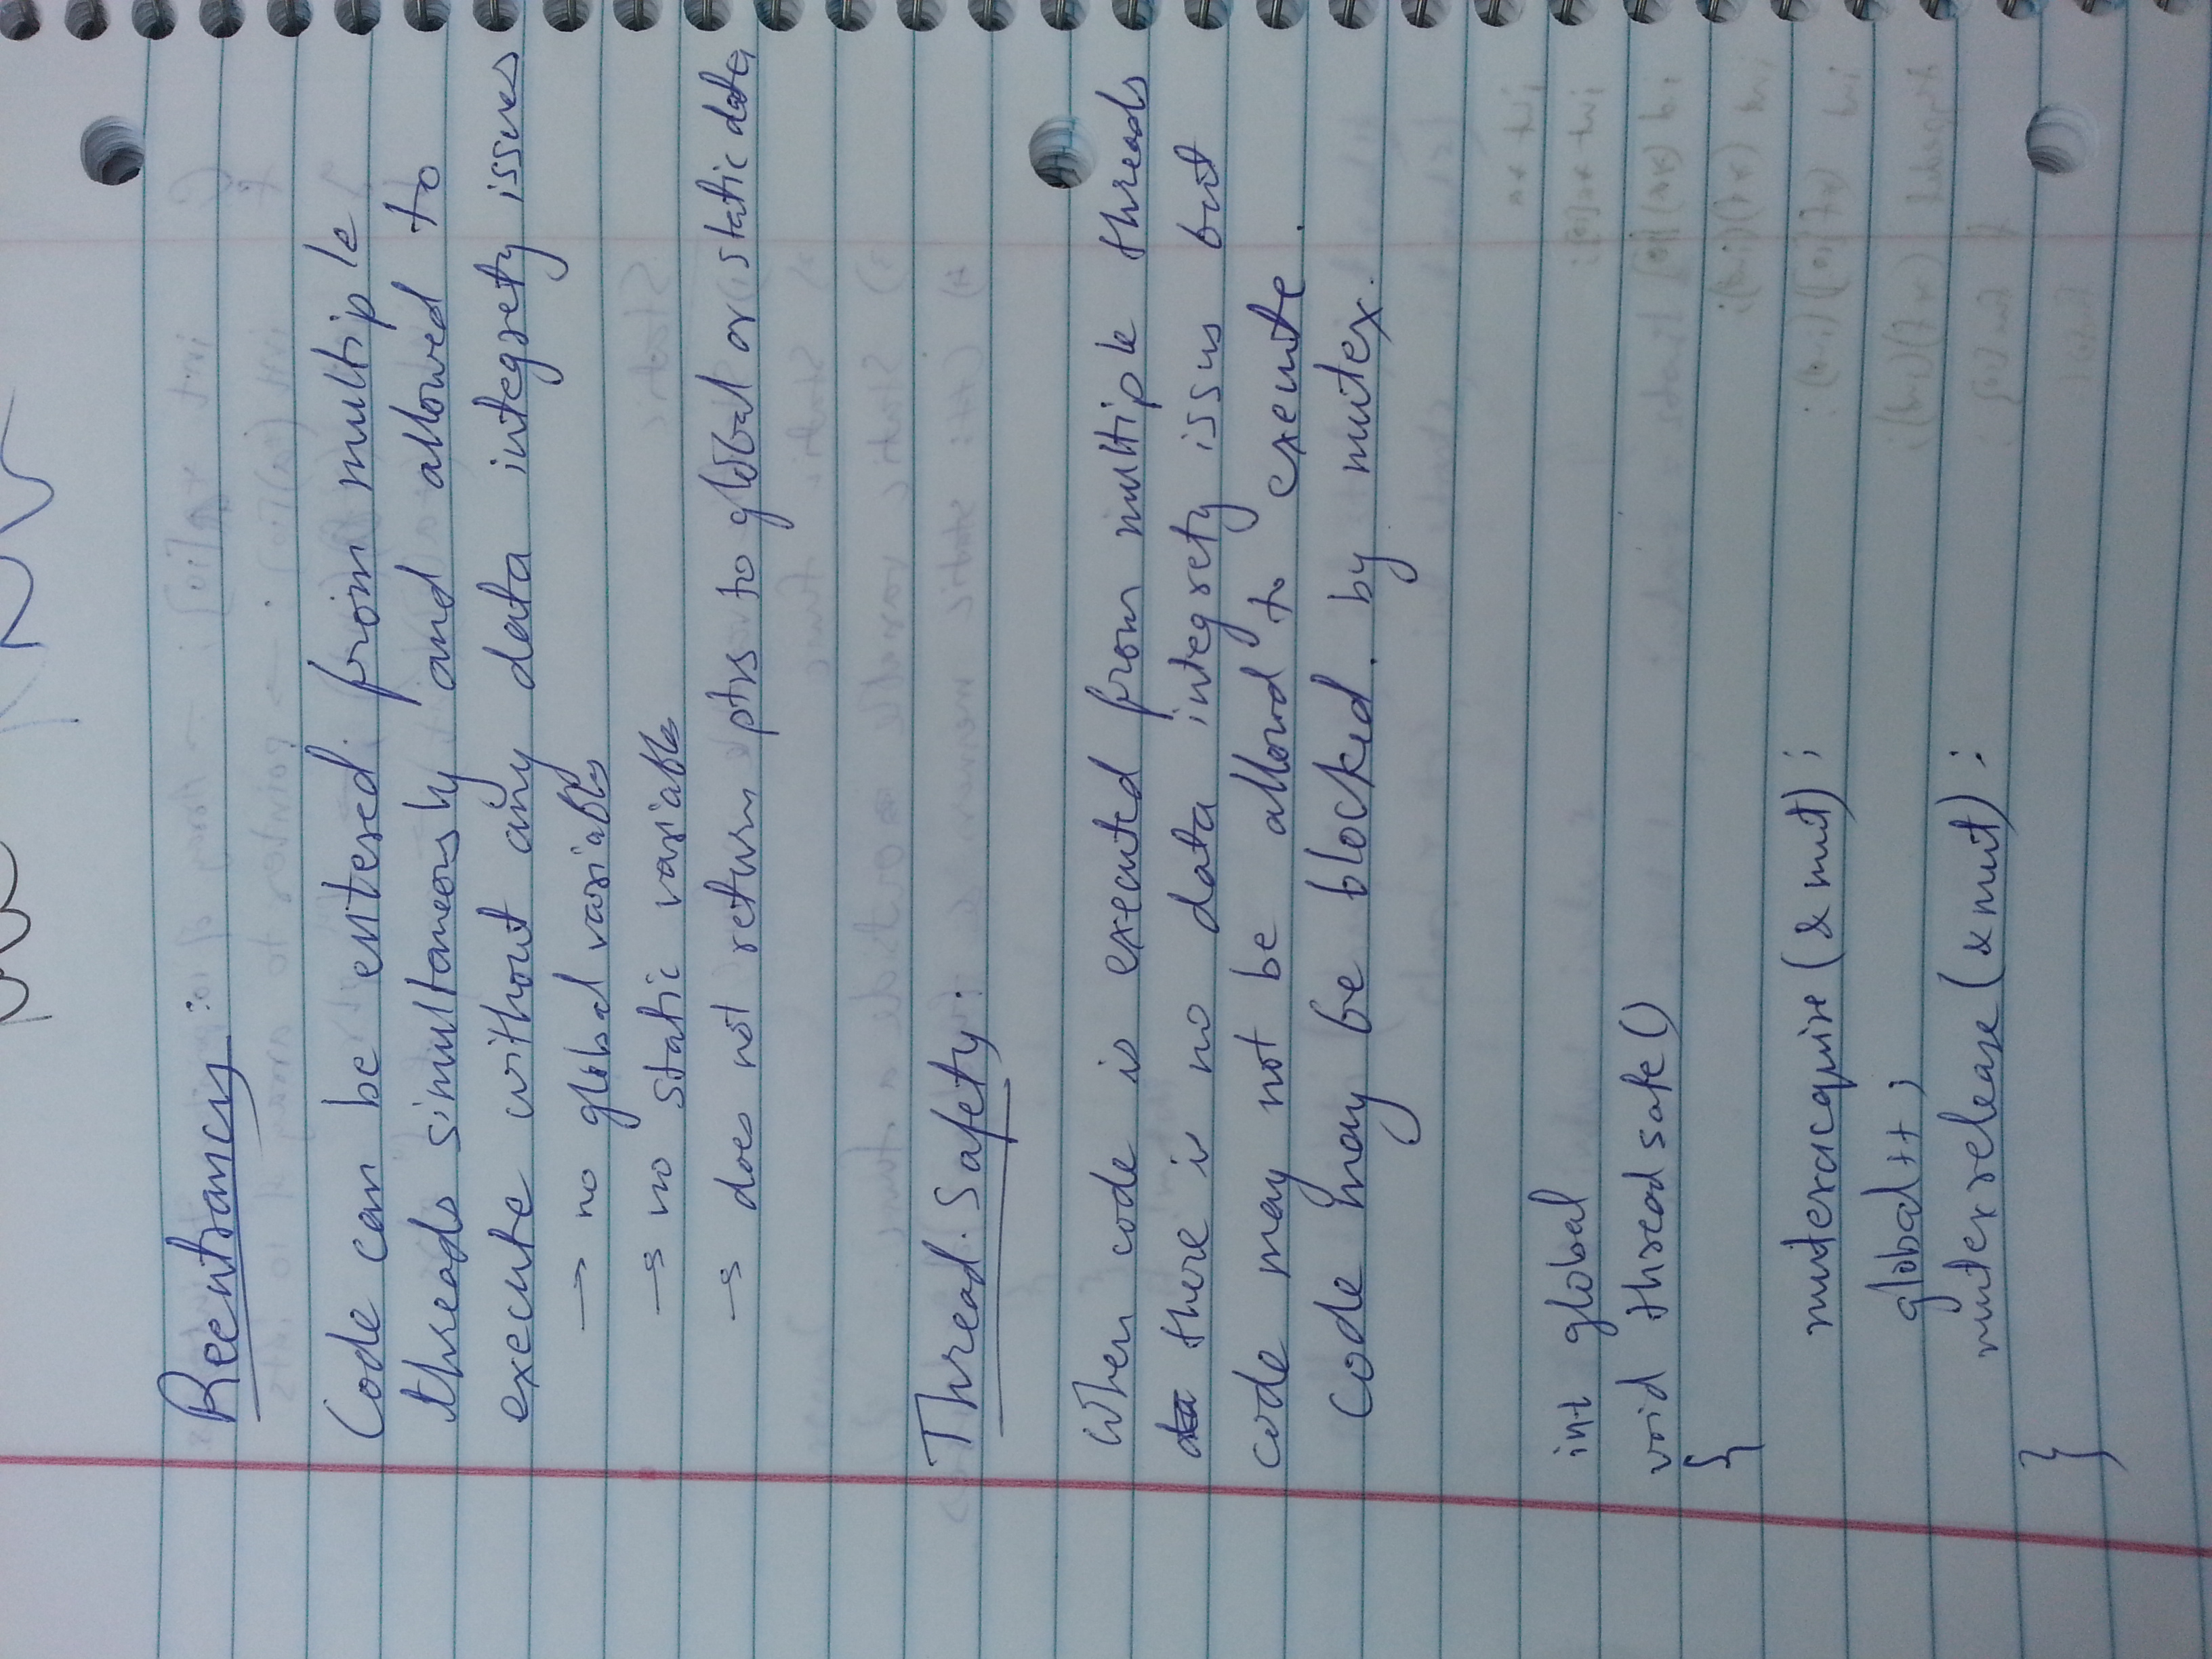 Reentrancy:
Code can be entered from multiple
threads simultaneously and allowed to
execute without any data integrety issues
→ no global variables
→ no static variables
→ does not return ptrs to global or static data
Thread Safety:
When code is executed from multiple threads
there is no data integrety issus but
code may not be allowd to execute.
Code may be blocked. by mutex.
int global
void threadsafe()
{
mutexacquire (& mut);
global++;
mutexrelease (& mut);
}